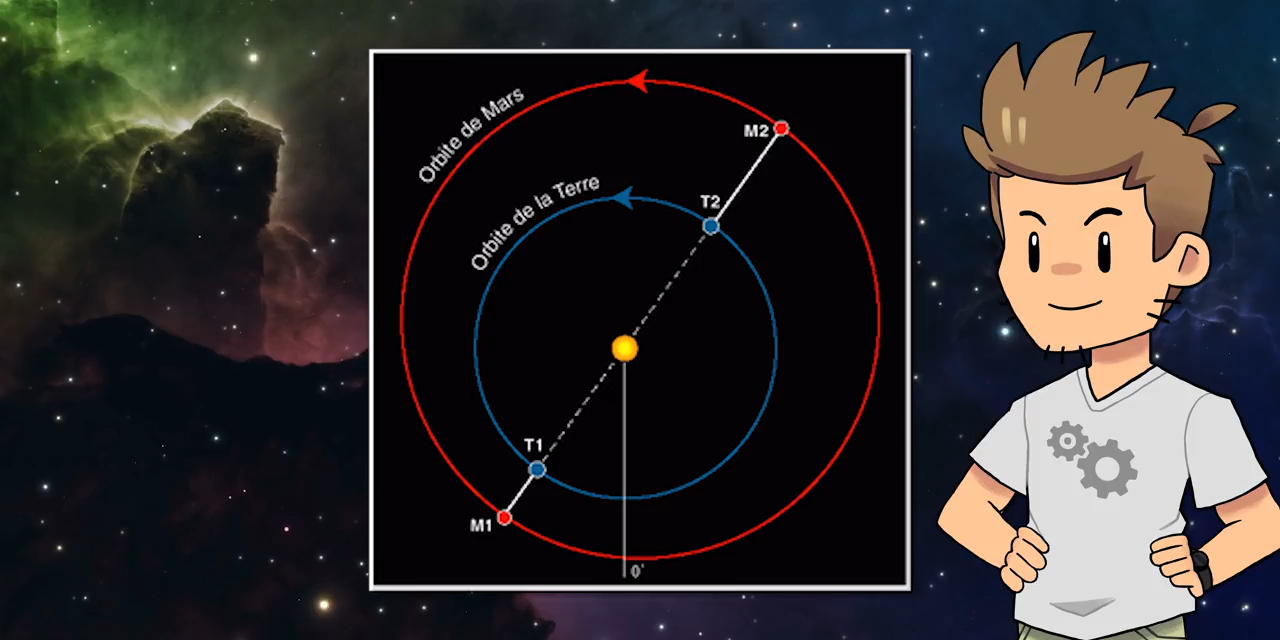 Orbite de Mars
M2
Orbite de la Terre
T2
T1
M1
0'